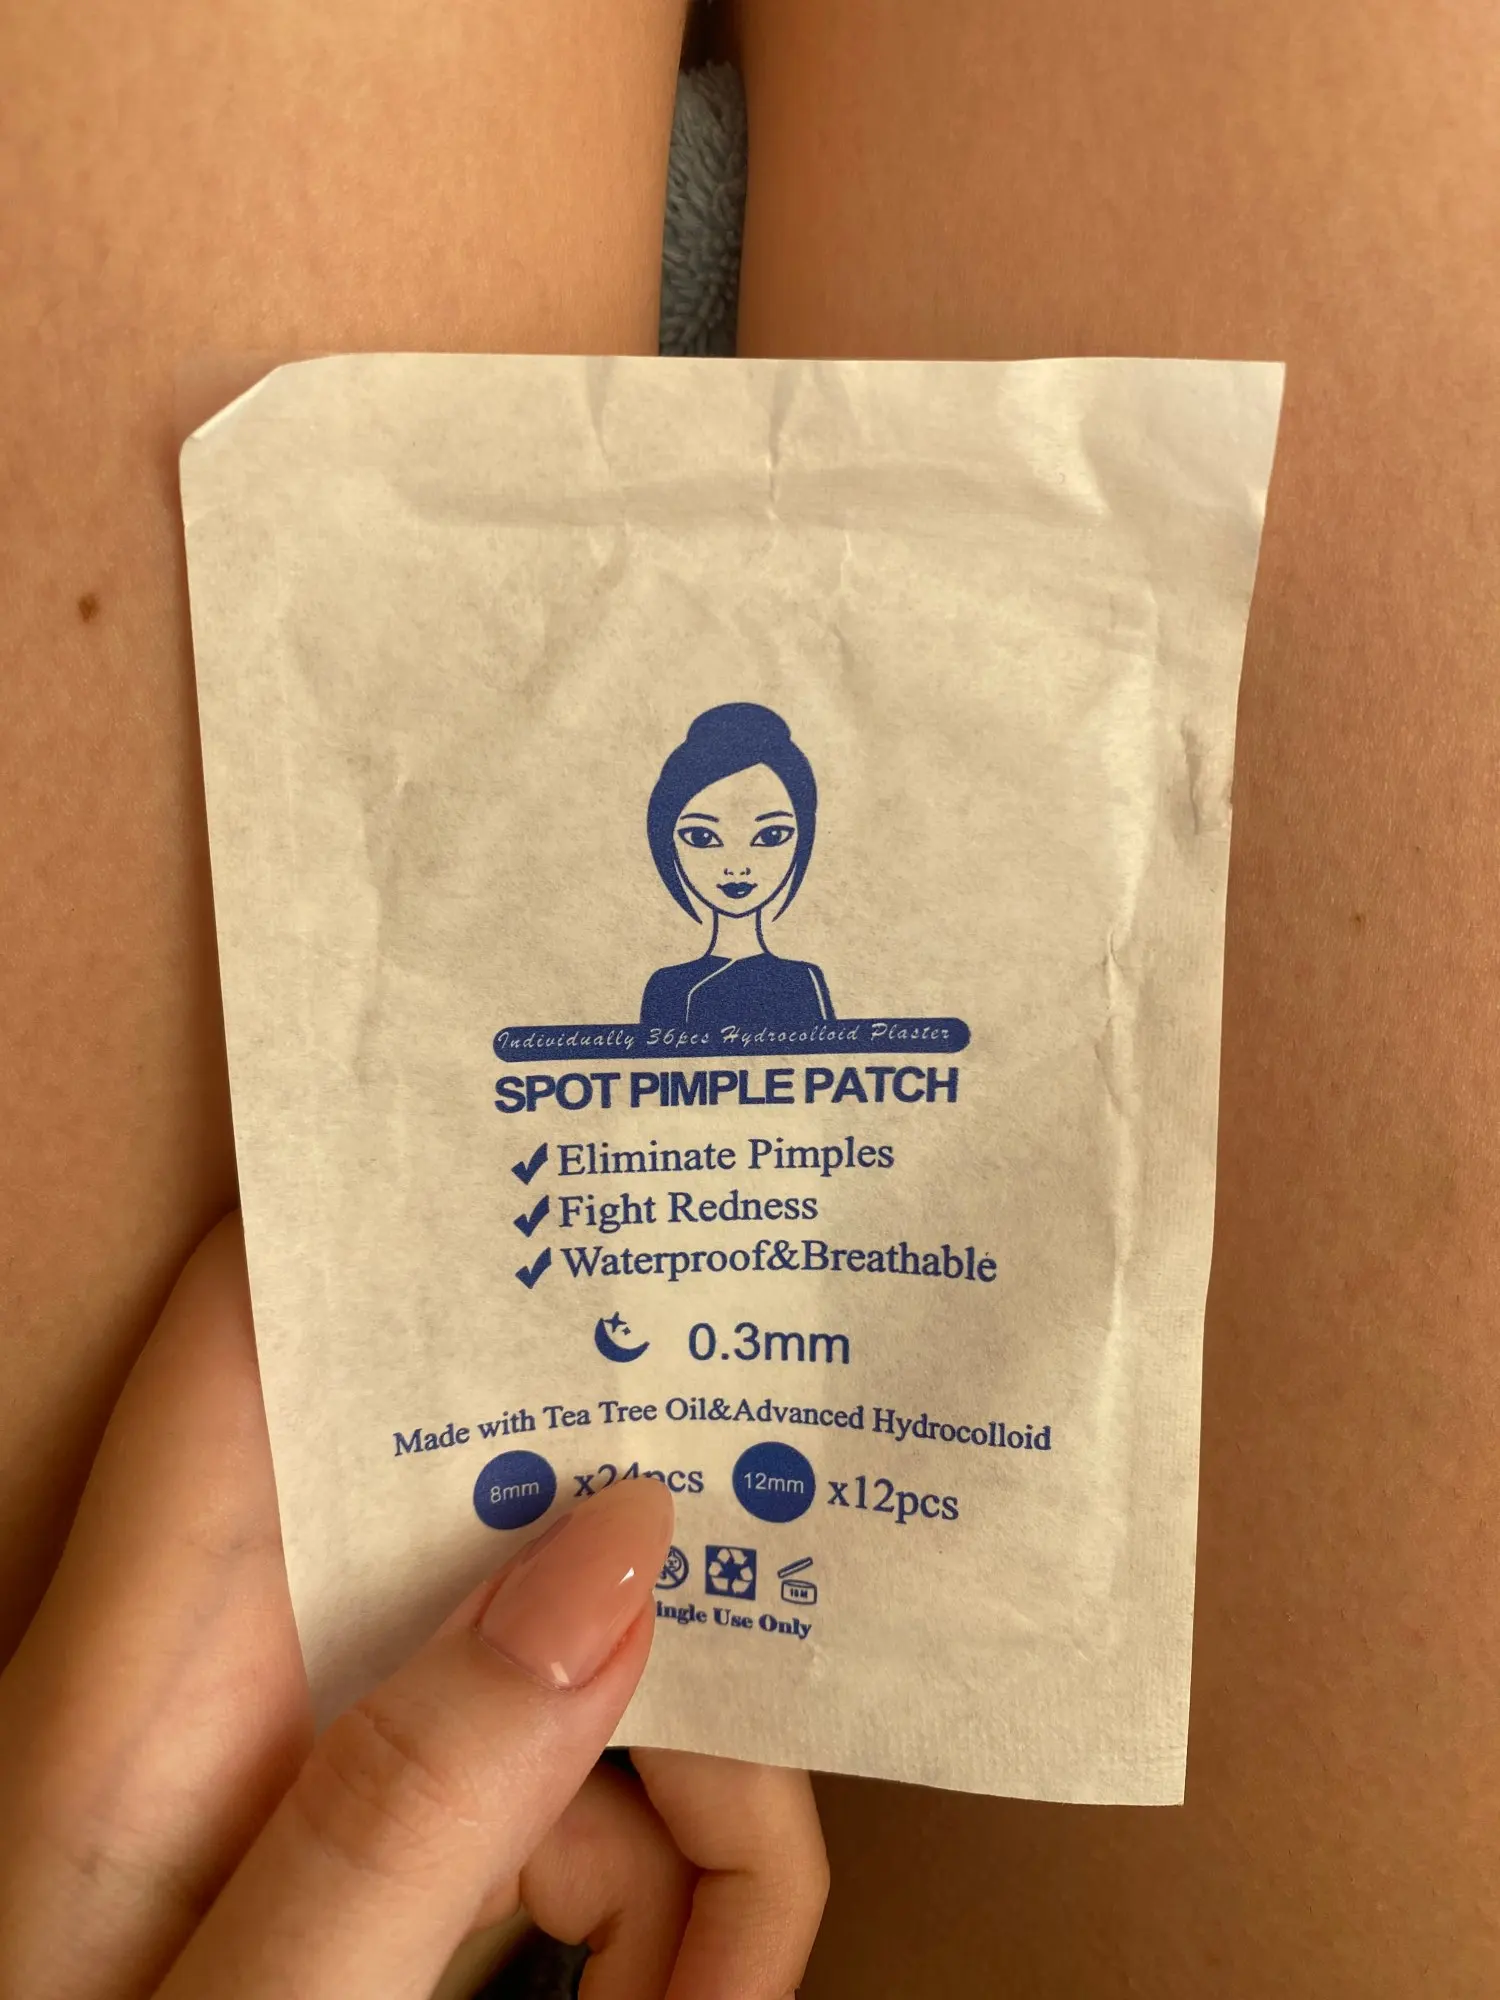 Individually 36pcs Hydrocolloid Plaster
SPOT PIMPLE PATCH
Eliminate Pimples
Fight Redness
Waterproof&Breathable
0.3mm
Made with Tea Tree Oil&Advanced Hydrocolloid
8mm x24pcs 12mm x12pcs
Use Only